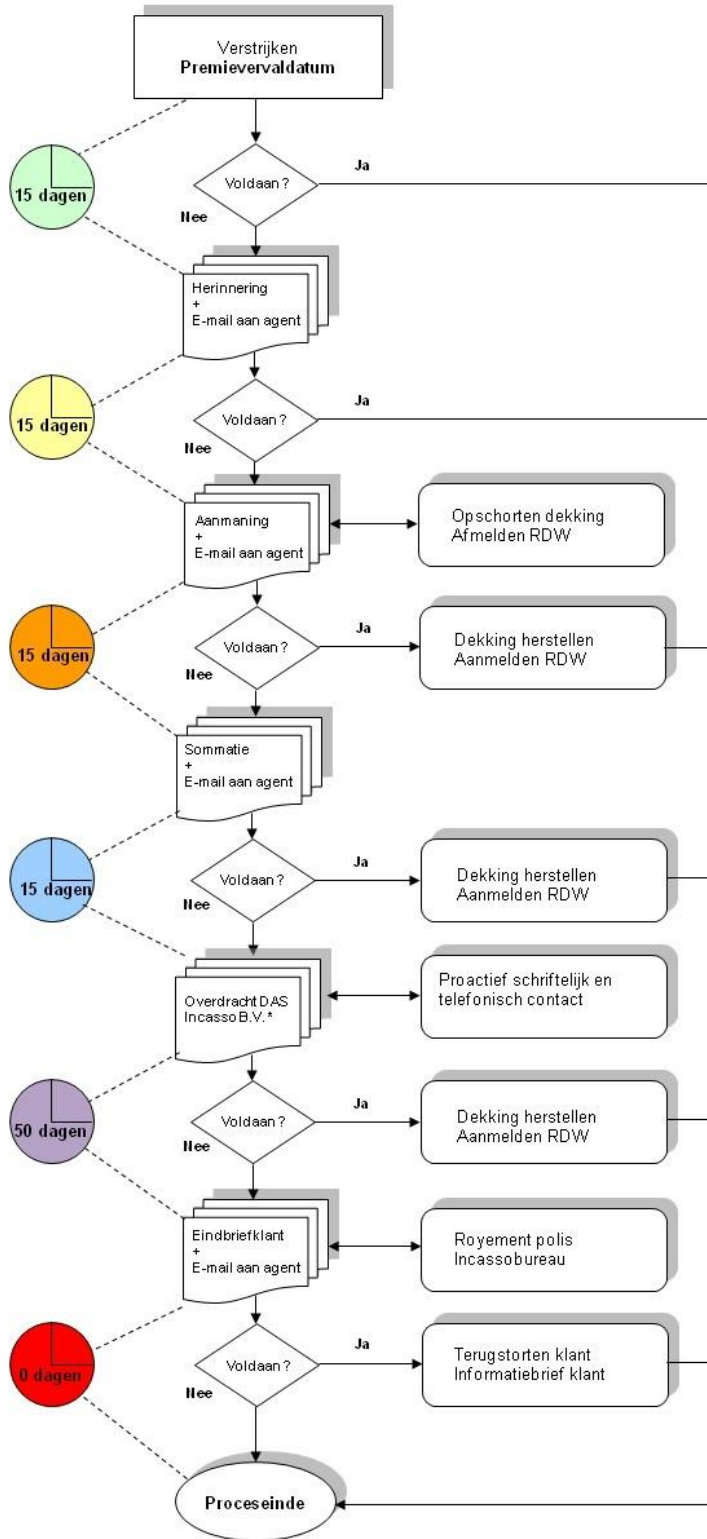 Verstrijken
Premievervaldatum
15 dagen
Voldaan?
Ja
Nee
Herinnering
+
E-mail aan agent
15 dagen
Voldaan?
Ja
Nee
Aanmaning
+
E-mail aan agent
Opschorten dekking
Afmelden RDW
15 dagen
Voldaan?
Ja
Nee
Dekking herstellen
Aanmelden RDW
Sommatie
+
E-mail aan agent
15 dagen
Voldaan?
Ja
Nee
Dekking herstellen
Aanmelden RDW
Overdracht DAS
Incasso B.V.*
Proactief schriftelijk en
telefonisch contact
50 dagen
Voldaan?
Ja
Nee
Dekking herstellen
Aanmelden RDW
Eindbriefklant
+
E-mail aan agent
Royement polis
Incassobureau
0 dagen
Voldaan?
Ja
Nee
Terugstorten klant
Informatiebrief klant
Proceseinde